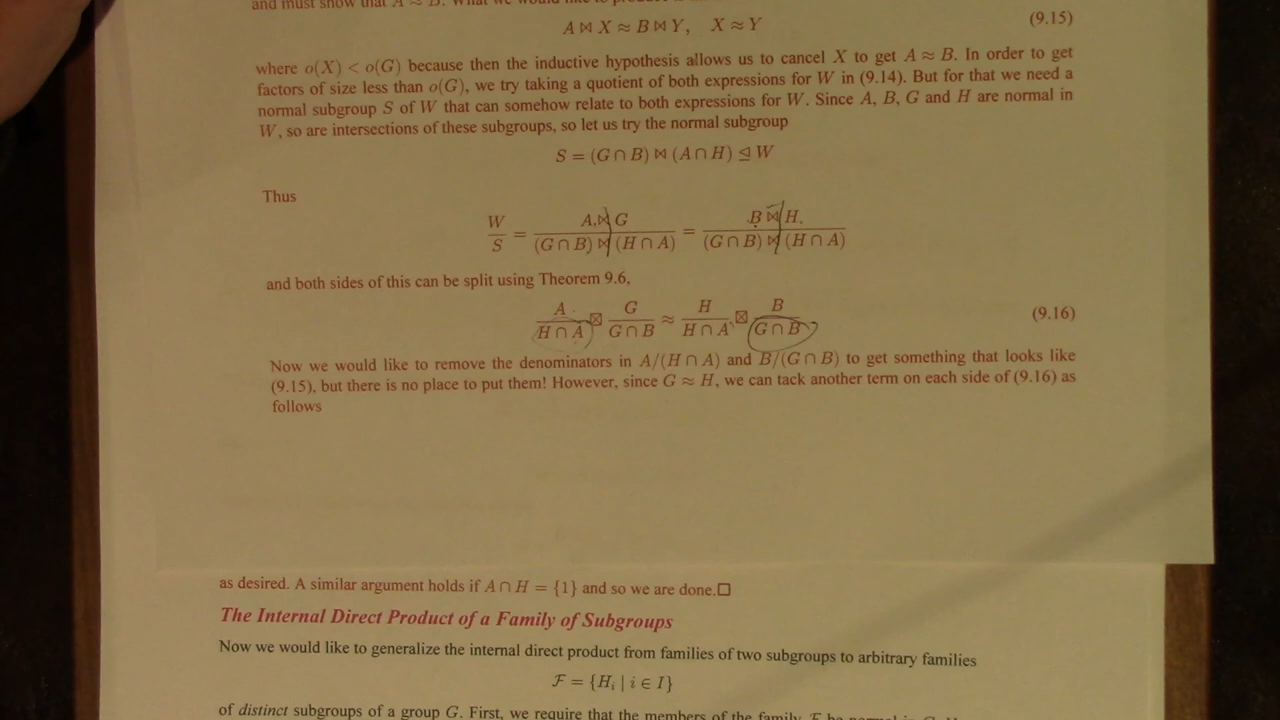 and must show that A ≈ B. What we would like to
A ⋈ X ≈ B ⋈ Y, X ≈ Y (9.15)
where o(X) < o(G) because then the inductive hypothesis allows us to cancel X to get A ≈ B. In order to get
factors of size less than o(G), we try taking a quotient of both expressions for W in (9.14). But for that we need a
normal subgroup S of W that can somehow relate to both expressions for W. Since A, B, G and H are normal in
W, so are intersections of these subgroups, so let us try the normal subgroup
S = (G ∩ B) ⋈ (A ∩ H) ⊴ W
Thus
W/S = (A ⋈ G)/((G ∩ B) ⋈ (H ∩ A)) = (B ⋈ H)/((G ∩ B) ⋈ (H ∩ A))
and both sides of this can be split using Theorem 9.6,
A/(H ∩ A) ⊠ G/(G ∩ B) ≈ H/(H ∩ A) ⊠ B/(G ∩ B) (9.16)
Now we would like to remove the denominators in A/(H ∩ A) and B/(G ∩ B) to get something that looks like
(9.15), but there is no place to put them! However, since G ≈ H, we can tack another term on each side of (9.16) as
follows
as desired. A similar argument holds if A ∩ H = {1} and so we are done.□
The Internal Direct Product of a Family of Subgroups
Now we would like to generalize the internal direct product from families of two subgroups to arbitrary families
ℱ = {Hᵢ | i ∈ I}
of distinct subgroups of a group G. First, we require that the members of the family ℱ be normal in G.